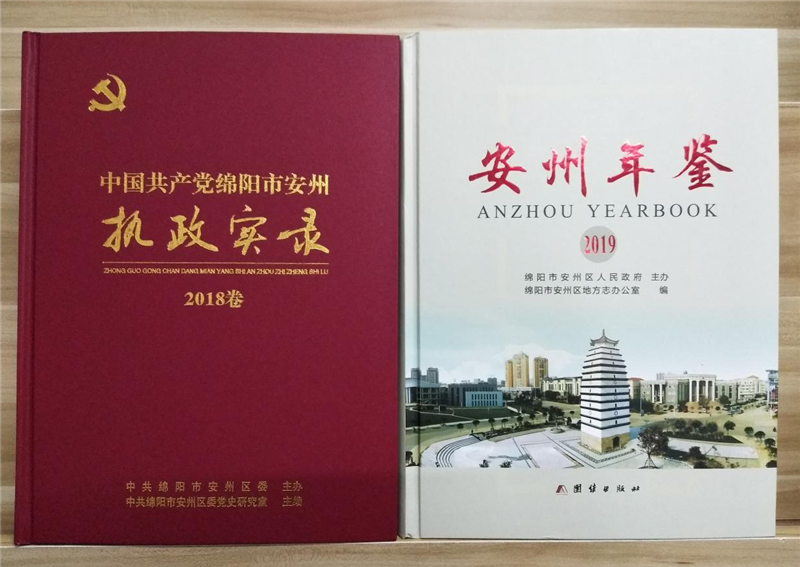 中国共产党绵阳市安州
执政实录
ZHONG GUO GONG CHAN DANG MIAN YANG SHI AN ZHOU ZHI ZHENG SHI LU
2018卷
中共绵阳市安州区委 主办
中共绵阳市安州区委党史研究室 主编
安州年鉴
ANZHOU YEARBOOK
2019
绵阳市安州区人民政府 主办
绵阳市安州区地方志办公室 编
团结出版社